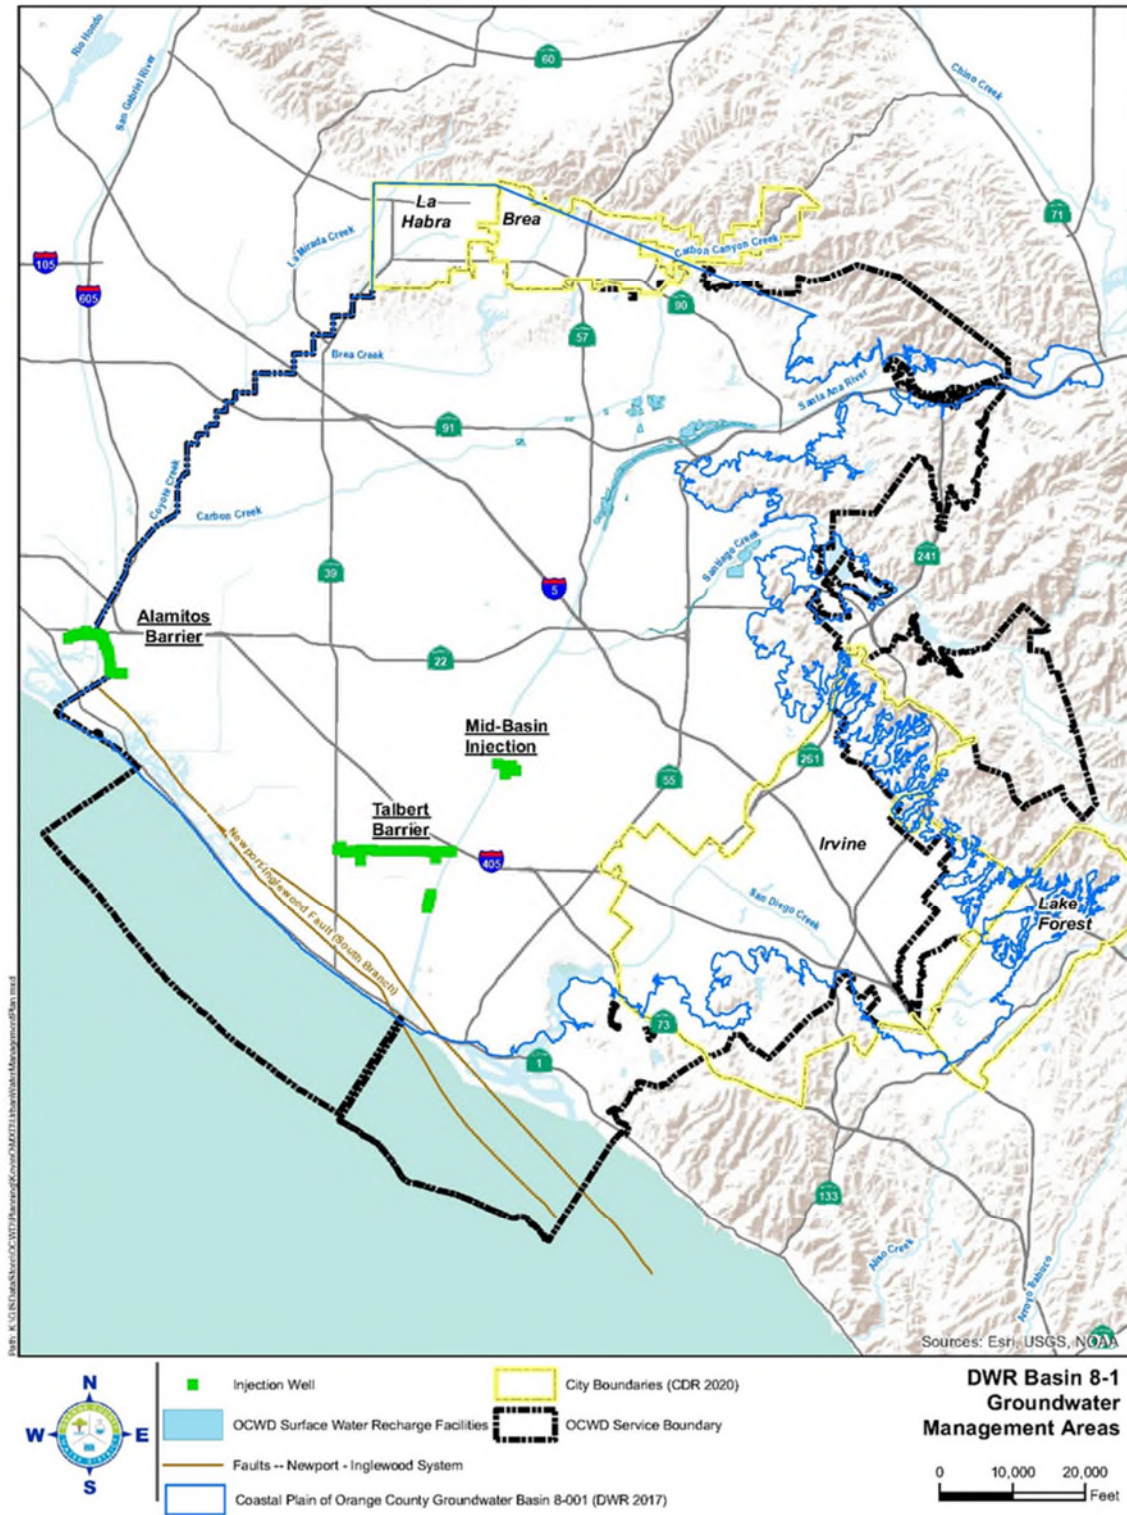 Rio Hondo
San Gabriel River
60
Chino Creek
71
La
Habra
Brea
La Mirada Creek
Carbon Canyon Creek
105
605
90
57
Brea Creek
Santa Ana River
91
Coyote Creek
Carbon Creek
Santiago Creek
241
39
5
Alamitos
Barrier
22
Mid-Basin
Injection
261
55
Talbert
Barrier
405
Irvine
Newport-Inglewood Fault (South Branch)
San Diego Creek
Lake
Forest
73
1
133
Aliso Creek
Arroyo Trabuco
Sources: Esri, USGS, NOAA
N
W
E
S
Injection Well
OCWD Surface Water Recharge Facilities
Faults -- Newport - Inglewood System
Coastal Plain of Orange County Groundwater Basin 8-001 (DWR 2017)
City Boundaries (CDR 2020)
OCWD Service Boundary
DWR Basin 8-1
Groundwater
Management Areas
0 10,000 20,000
Feet